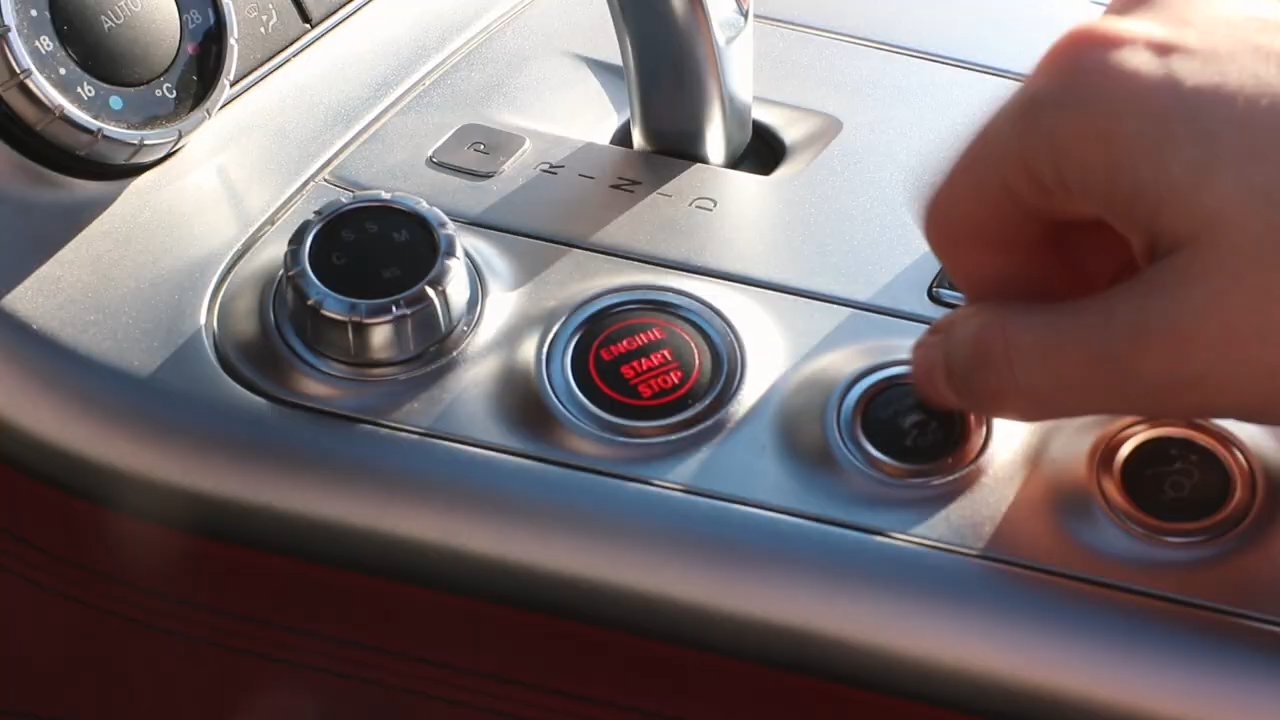 AUTO
18
28
16
°C
P
R - N - D
C S S M
ENGINE
START
STOP